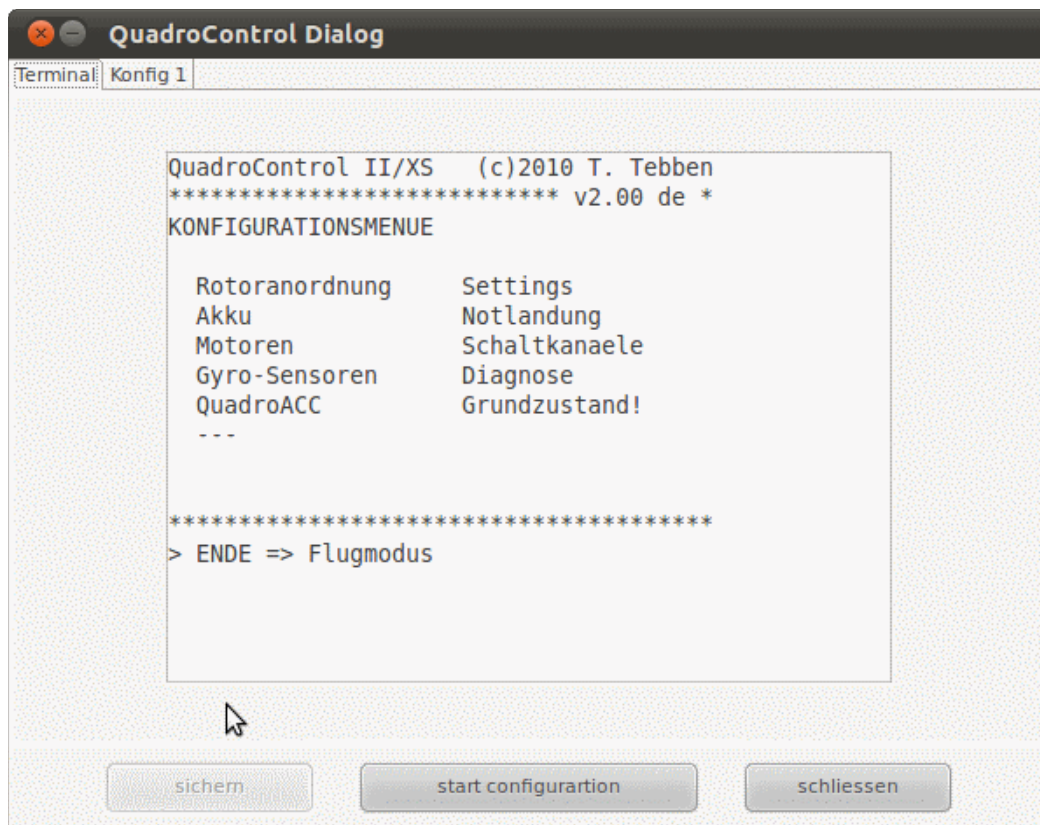 QuadroControl Dialog
Terminal Konfig 1
QuadroControl II/XS (c)2010 T. Tebben
**************************** v2.00 de *
KONFIGURATIONSMENUE
Rotoranordnung Settings
Akku Notlandung
Motoren Schaltkanaele
Gyro-Sensoren Diagnose
QuadroACC Grundzustand!
---
***************************************
> ENDE => Flugmodus
sichern start configurartion schliessen